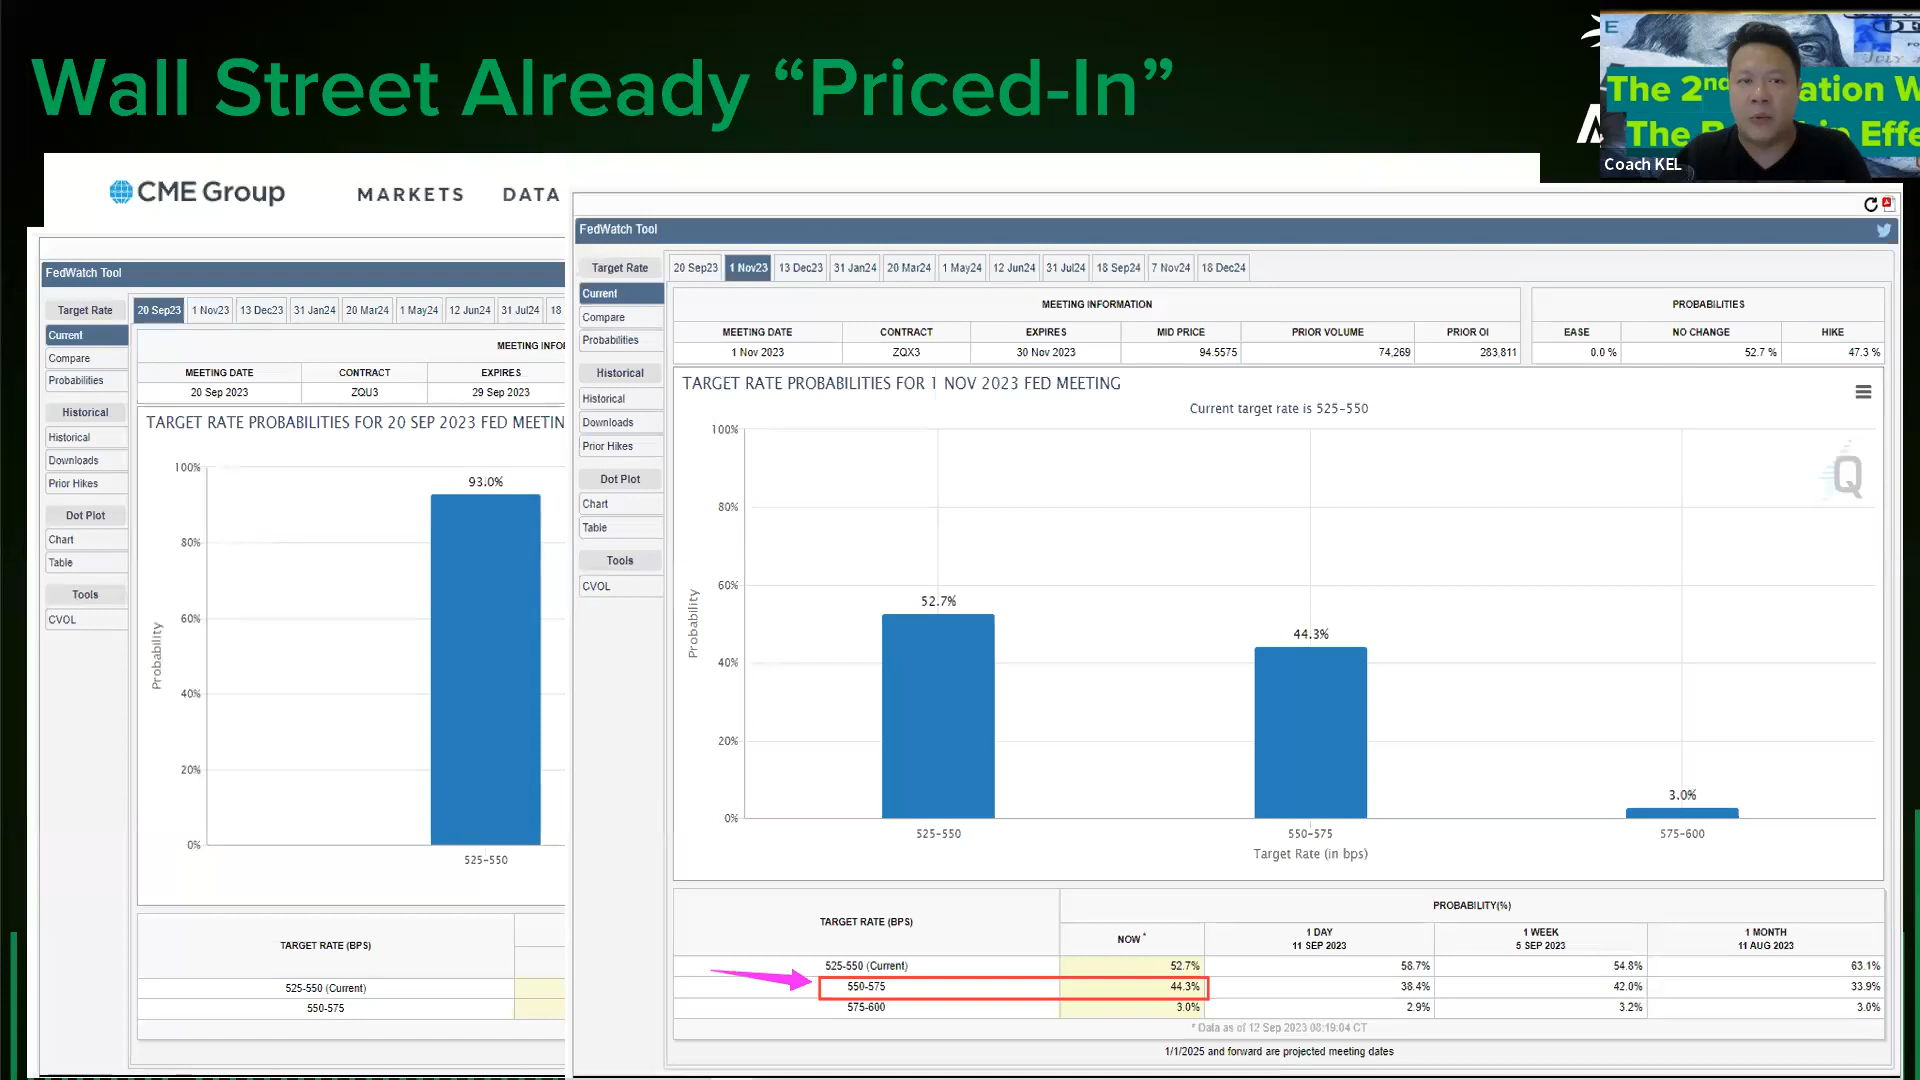 Wall Street Already “Priced-In”
E
The 2nd
ation W
The B
p Effe
Coach KEL
CME Group
MARKETS
DATA
FedWatch Tool
Target Rate
Current
Compare
Probabilities
Historical
Historical
Downloads
Prior Hikes
Dot Plot
Chart
Table
Tools
CVOL
20 Sep23 1 Nov23 13 Dec23 31 Jan24 20 Mar24 1 May24 12 Jun24 31 Jul24 18
MEETING INFO
MEETING DATE CONTRACT EXPIRES
20 Sep 2023 ZQU3 29 Sep 2023
TARGET RATE PROBABILITIES FOR 20 SEP 2023 FED MEETIN
100%
80%
60%
40%
20%
0%
Probability
93.0%
525-550
TARGET RATE (BPS)
525-550 (Current)
550-575
FedWatch Tool
Target Rate
Current
Compare
Probabilities
Historical
Historical
Downloads
Prior Hikes
Dot Plot
Chart
Table
Tools
CVOL
20 Sep23 1 Nov23 13 Dec23 31 Jan24 20 Mar24 1 May24 12 Jun24 31 Jul24 18 Sep24 7 Nov24 18 Dec24
MEETING INFORMATION
MEETING DATE CONTRACT EXPIRES MID PRICE PRIOR VOLUME PRIOR OI
1 Nov 2023 ZQX3 30 Nov 2023 94.5575 74,269 283,811
PROBABILITIES
EASE NO CHANGE HIKE
0.0 % 52.7 % 47.3 %
TARGET RATE PROBABILITIES FOR 1 NOV 2023 FED MEETING
Current target rate is 525-550
Q
100%
80%
60%
40%
20%
0%
Probability
52.7%
44.3%
3.0%
525-550 550-575 575-600
Target Rate (in bps)
TARGET RATE (BPS) PROBABILITY(%)
NOW * 1 DAY 11 SEP 2023 1 WEEK 5 SEP 2023 1 MONTH 11 AUG 2023
525-550 (Current) 52.7% 58.7% 54.8% 63.1%
550-575 44.3% 38.4% 42.0% 33.9%
575-600 3.0% 2.9% 3.2% 3.0%
* Data as of 12 Sep 2023 08:19:04 CT
1/1/2025 and forward are projected meeting dates